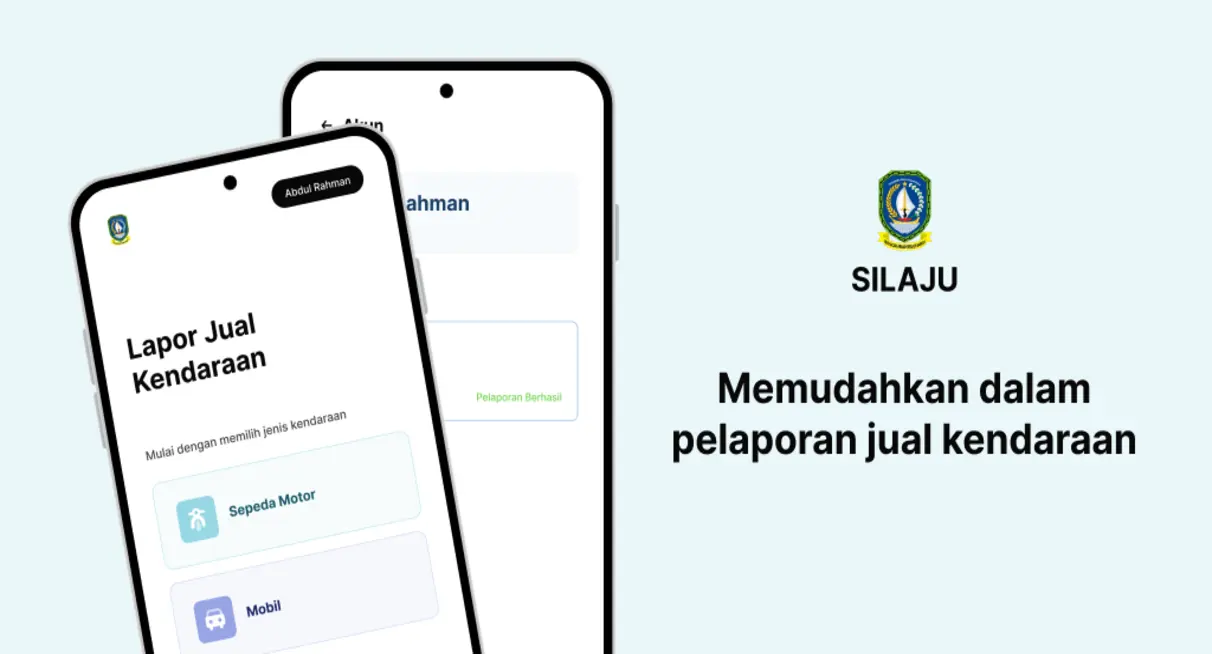 Akun
ahman
Pelaporan Berhasil
Abdul Rahman
Lapor Jual
Kendaraan
Mulai dengan memilih jenis kendaraan
Sepeda Motor
Mobil
SILAJU
Memudahkan dalam
pelaporan jual kendaraan